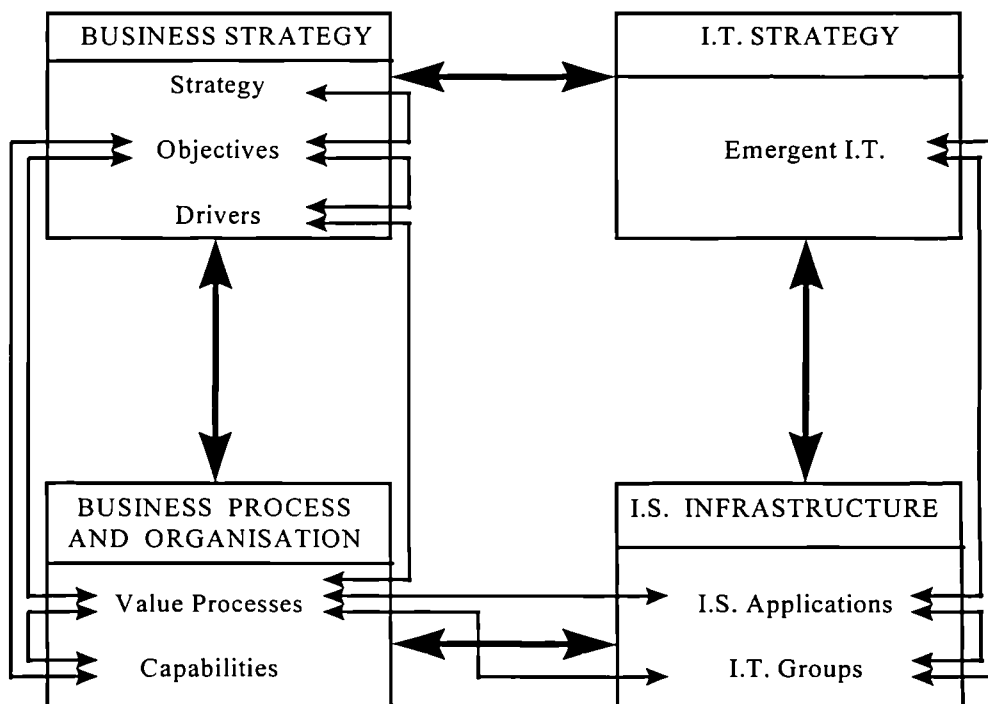 BUSINESS STRATEGY
Strategy
Objectives
Drivers
I.T. STRATEGY
Emergent I.T.
BUSINESS PROCESS
AND ORGANISATION
Value Processes
Capabilities
I.S. INFRASTRUCTURE
I.S. Applications
I.T. Groups